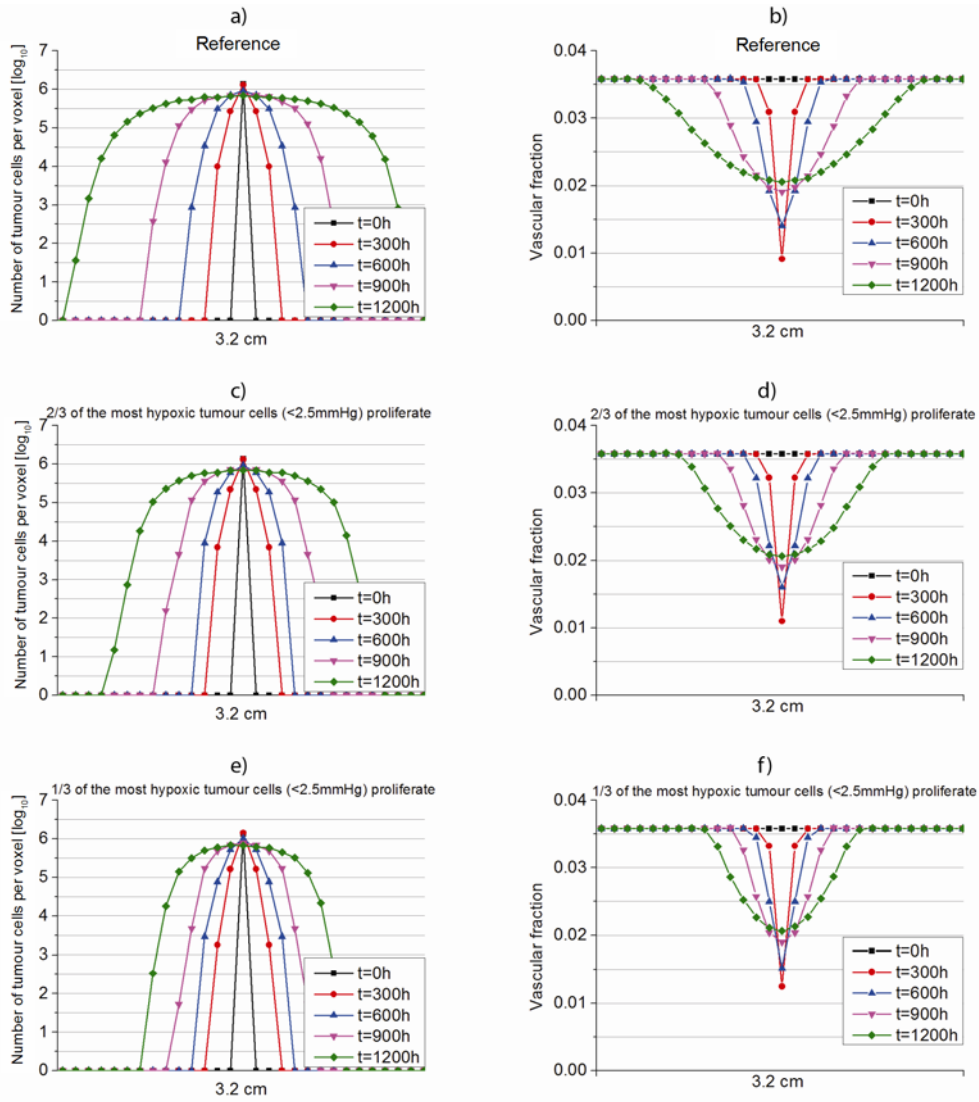 a)
Reference
Number of tumour cells per voxel [log10]
7
6
5
4
3
2
1
0
t=0h
t=300h
t=600h
t=900h
t=1200h
3.2 cm
b)
Reference
Vascular fraction
0.04
0.03
0.02
0.01
0.00
t=0h
t=300h
t=600h
t=900h
t=1200h
3.2 cm
c)
2/3 of the most hypoxic tumour cells (<2.5mmHg) proliferate
Number of tumour cells per voxel [log10]
7
6
5
4
3
2
1
0
t=0h
t=300h
t=600h
t=900h
t=1200h
3.2 cm
d)
2/3 of the most hypoxic tumour cells (<2.5mmHg) proliferate
Vascular fraction
0.04
0.03
0.02
0.01
0.00
t=0h
t=300h
t=600h
t=900h
t=1200h
3.2 cm
e)
1/3 of the most hypoxic tumour cells (<2.5mmHg) proliferate
Number of tumour cells per voxel [log10]
7
6
5
4
3
2
1
0
t=0h
t=300h
t=600h
t=900h
t=1200h
3.2 cm
f)
1/3 of the most hypoxic tumour cells (<2.5mmHg) proliferate
Vascular fraction
0.04
0.03
0.02
0.01
0.00
t=0h
t=300h
t=600h
t=900h
t=1200h
3.2 cm